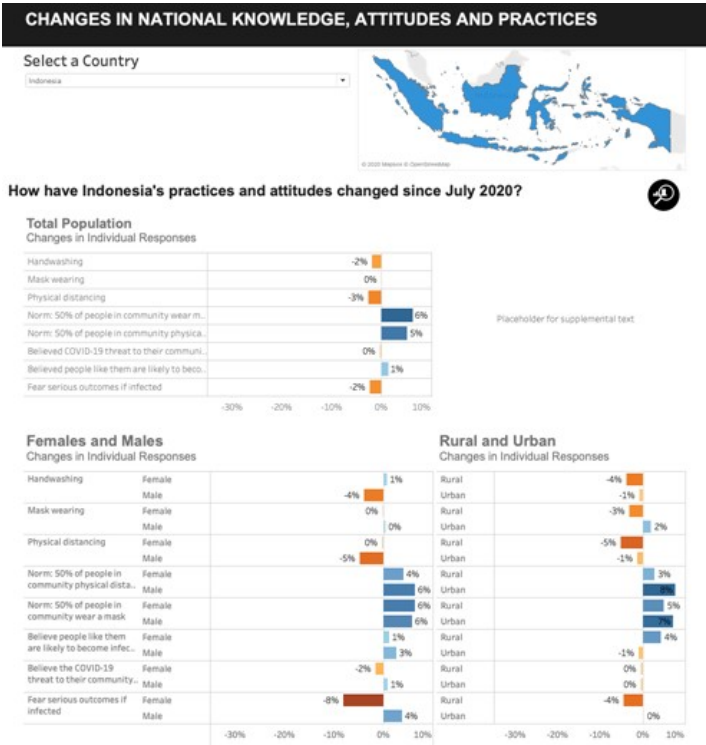 CHANGES IN NATIONAL KNOWLEDGE, ATTITUDES AND PRACTICES
Select a Country
Indonesia
© 2020 Mapbox © OpenStreetMap
How have Indonesia's practices and attitudes changed since July 2020?
Total Population
Changes in Individual Responses
Handwashing -2%
Mask wearing 0%
Physical distancing -3%
Norm: 50% of people in community wear m.. 6%
Norm: 50% of people in community physica.. 5%
Believed COVID-19 threat to their communi.. 0%
Believed people like them are likely to beco.. 1%
Fear serious outcomes if infected -2%
-30% -20% -10% 0% 10%
Placeholder for supplemental text
Females and Males
Changes in Individual Responses
Handwashing Female 1%
Male -4%
Mask wearing Female 0%
Male 0%
Physical distancing Female 0%
Male -5%
Norm: 50% of people in Female 4%
community physical dista.. Male 6%
Norm: 50% of people in Female 6%
community wear a mask Male 6%
Believe people like them Female 1%
are likely to become infec.. Male 3%
Believe the COVID-19 Female -2%
threat to their community.. Male 1%
Fear serious outcomes if Female -8%
infected Male 4%
-30% -20% -10% 0% 10%
Rural and Urban
Changes in Individual Responses
Rural -4%
Urban -1%
Rural -3%
Urban 2%
Rural -5%
Urban -1%
Rural 3%
Urban 8%
Rural 5%
Urban 7%
Rural 4%
Urban -1%
Rural 0%
Urban 0%
Rural -4%
Urban 0%
-30% -20% -10% 0% 10%